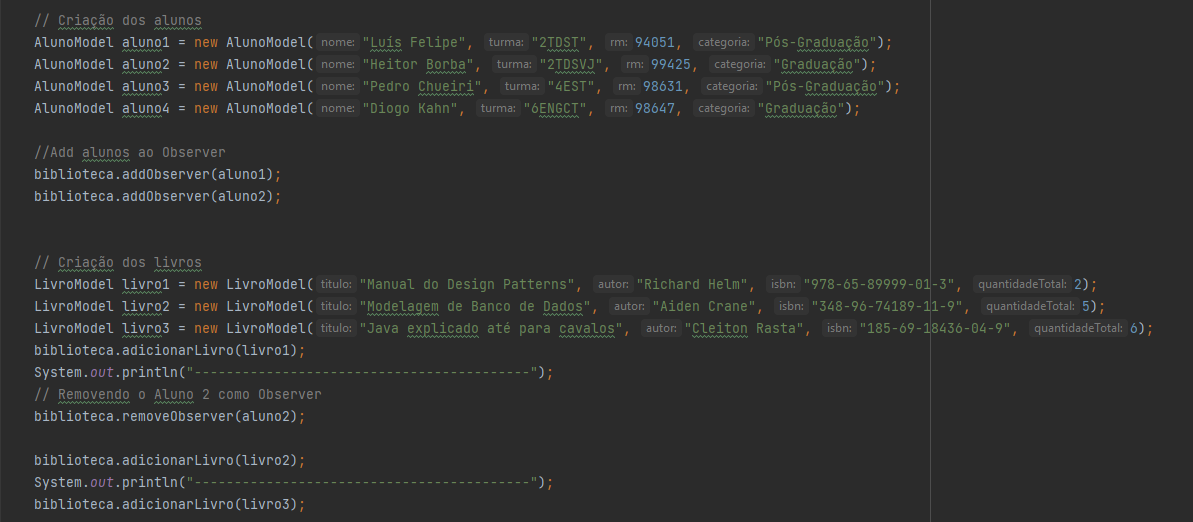 // Criação dos alunos
AlunoModel aluno1 = new AlunoModel( nome: "Luis Felipe", turma: "2TDST", rm: 94051, categoria: "Pós-Graduação");
AlunoModel aluno2 = new AlunoModel( nome: "Heitor Borba", turma: "2TDSVJ", rm: 99425, categoria: "Graduação");
AlunoModel aluno3 = new AlunoModel( nome: "Pedro Chueiri", turma: "4EST", rm: 98631, categoria: "Pós-Graduação");
AlunoModel aluno4 = new AlunoModel( nome: "Diogo Kahn", turma: "6ENGCT", rm: 98647, categoria: "Graduação");
//Add alunos ao Observer
biblioteca.addObserver(aluno1);
biblioteca.addObserver(aluno2);
// Criação dos livros
LivroModel livro1 = new LivroModel( titulo: "Manual do Design Patterns", autor: "Richard Helm", isbn: "978-65-89999-01-3", quantidadeTotal: 2);
LivroModel livro2 = new LivroModel( titulo: "Modelagem de Banco de Dados", autor: "Aiden Crane", isbn: "348-96-74189-11-9", quantidadeTotal: 5);
LivroModel livro3 = new LivroModel( titulo: "Java explicado até para cavalos", autor: "Cleiton Rasta", isbn: "185-69-18436-04-9", quantidadeTotal: 6);
biblioteca.adicionarLivro(livro1);
System.out.println("------------------------------------------");
// Removendo o Aluno 2 como Observer
biblioteca.removeObserver(aluno2);
biblioteca.adicionarLivro(livro2);
System.out.println("------------------------------------------");
biblioteca.adicionarLivro(livro3);